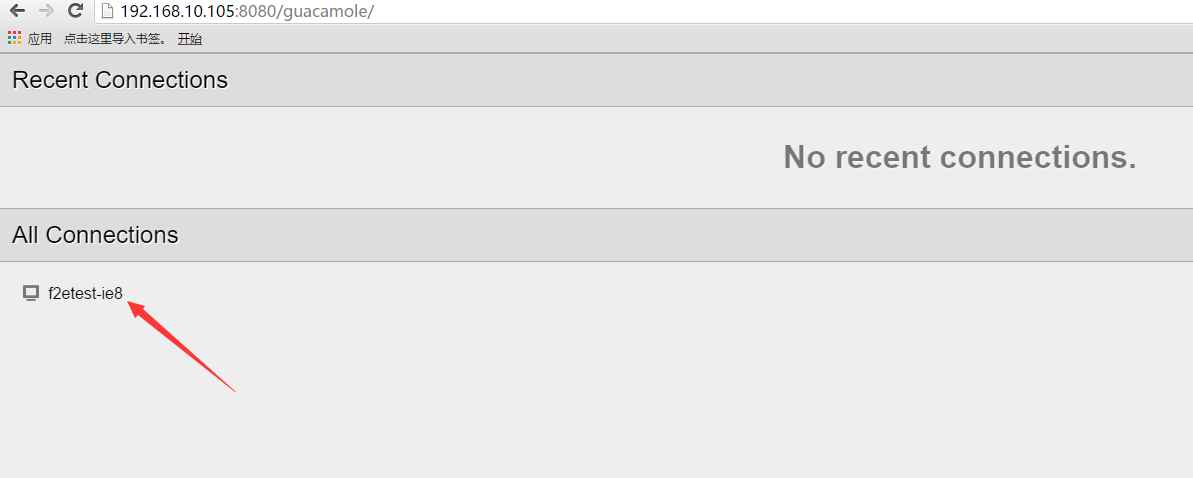 192.168.10.105:8080/guacamole/
应用 点击这里导入书签。 开始
Recent Connections
No recent connections.
All Connections
f2etest-ie8